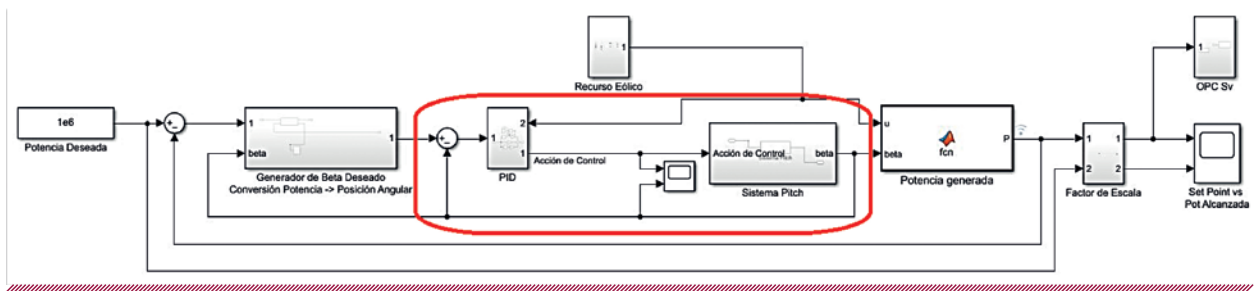 1
Recurso Eólico
1
OPC Sv
1e6
Potencia Deseada
+
-
1
beta
1
Generador de Beta Deseado
Conversión Potencia -> Posición Angular
+
-
1
2
1
PID
Acción de Control
Acción de Control
beta
Sistema Pitch
u
beta
fcn
P
Potencia generada
1
2
1
2
Factor de Escala
Set Point vs
Pot Alcanzada